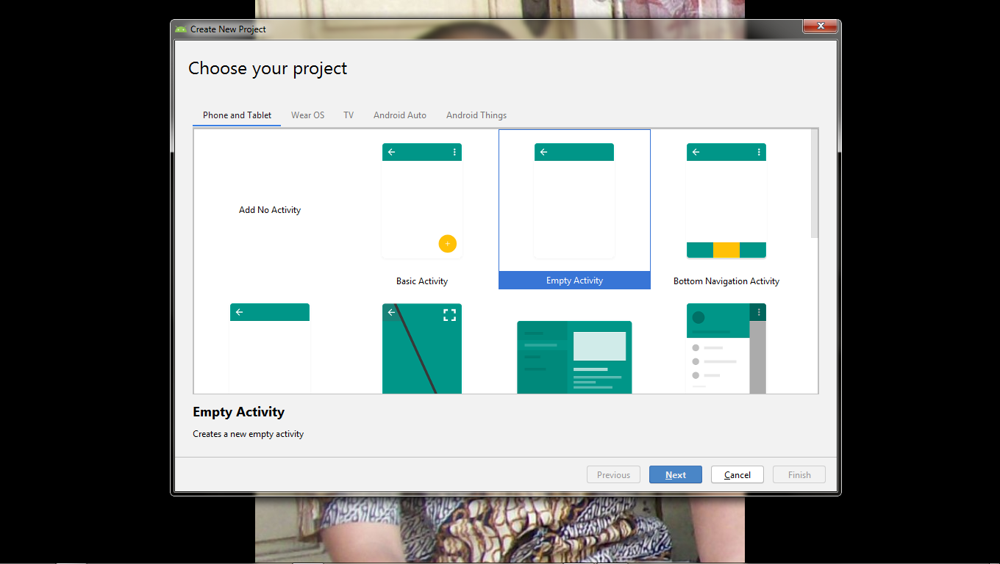 Create New Project
Choose your project
Phone and Tablet Wear OS TV Android Auto Android Things
Add No Activity
Basic Activity Empty Activity Bottom Navigation Activity
Empty Activity
Creates a new empty activity
Previous Next Cancel Finish